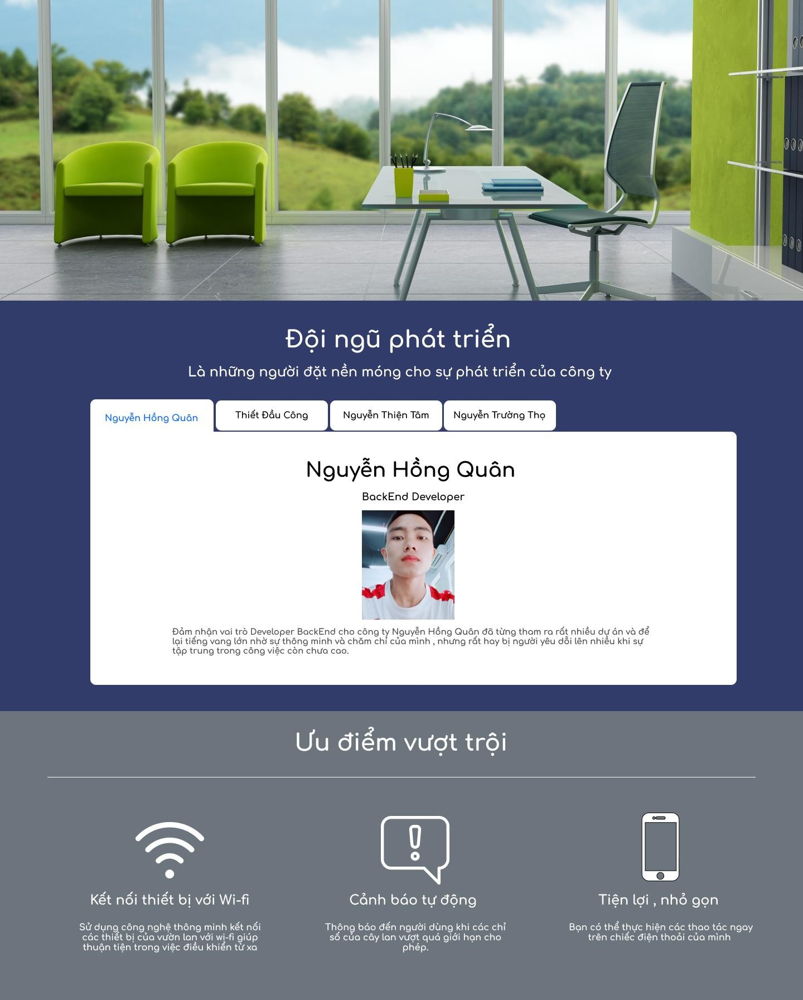 Đội ngũ phát triển
Là những người đặt nền móng cho sự phát triển của công ty
Nguyễn Hồng Quân
Thiết Đầu Công
Nguyễn Thiện Tâm
Nguyễn Trường Thọ
Nguyễn Hồng Quân
BackEnd Developer
Đảm nhận vai trò Developer BackEnd cho công ty Nguyễn Hồng Quân đã từng tham ra rất nhiều dự án và để
lại tiếng vang lớn nhờ sự thông minh và chăm chỉ của mình , nhưng rất hay bị người yêu dỗi lên nhiều khi sự
tập trung trong công việc còn chưa cao.
Ưu điểm vượt trội
Kết nối thiết bị với Wi-fi
Sử dụng công nghệ thông minh kết nối
các thiết bị của vườn lan với wi-fi giúp
thuận tiện trong việc điều khiển từ xa
Cảnh báo tự động
Thông báo đến người dùng khi các chỉ
số của cây lan vượt quá giới hạn cho
phép.
Tiện lợi , nhỏ gọn
Bạn có thể thực hiện các thao tác ngay
trên chiếc điện thoải của mình